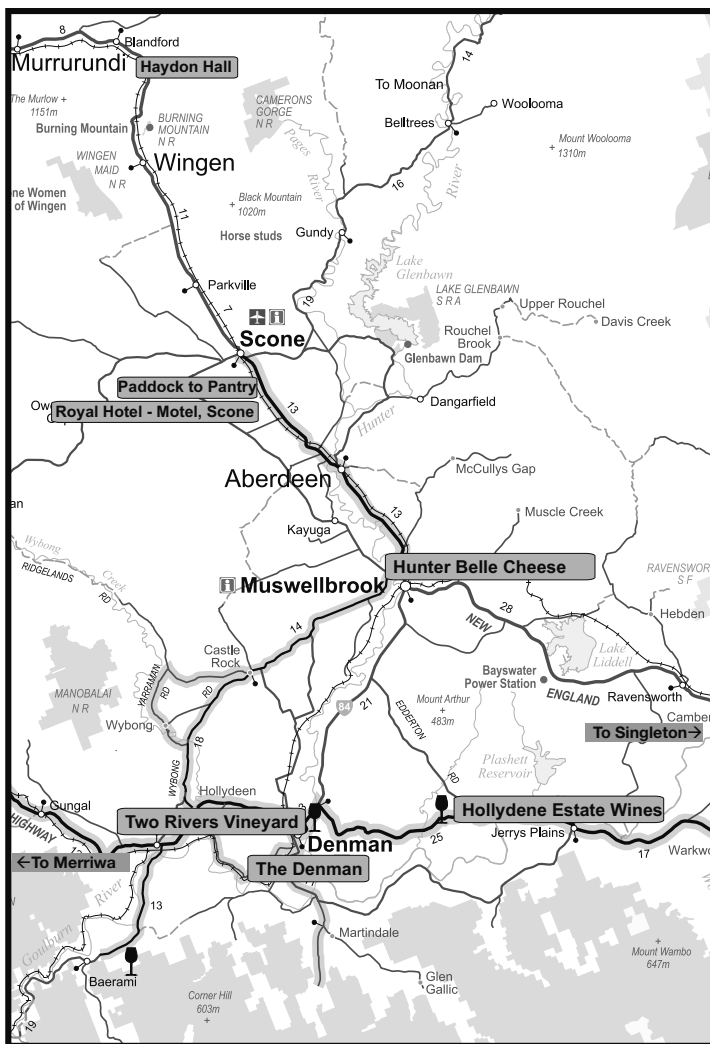 8
Blandford
Murrurundi
Haydon Hall
14
To Moonan
The Murlow +
1151m
Burning Mountain
BURNING
MOUNTAIN
N R
CAMERONS
GORGE
N R
Pages
River
Woolooma
Belltrees
+ Mount Woolooma
1310m
WINGEN
MAID
N R
Wingen
16
River
one Women
of Wingen
11
Black Mountain
+
1020m
Horse studs
Gundy
Lake
Glenbawn
LAKE GLENBAWN
S R A
Parkville
19
7
Upper Rouchel
Davis Creek
Rouchel
Brook
Scone
Glenbawn Dam
Paddock to Pantry
13
Dangarfield
Royal Hotel - Motel, Scone
Ow
Hunter
Aberdeen
McCullys Gap
an
13
Kayuga
Muscle Creek
Wybong
Creek
RIDGELANDS
RD
Hunter Belle Cheese
Muswellbrook
RAVENSWOR
S F
28
NEW
14
Hebden
Castle
Rock
Lake
Liddell
YARRAMAN
RD
RD
MANOBALAI
N R
Bayswater
Power Station
ENGLAND
Ravensworth
84
21
Mount Arthur
+
483m
EDDERTON
RD
Camber
Wybong
To Singleton→
18
WYBONG
Plashett
Reservoir
Hollydeen
Gungal
HIGHWAY
Two Rivers Vineyard
Hollydene Estate Wines
Jerrys Plains
25
Denman
17
Warkwo
←To Merriwa
The Denman
River
13
Goulburn
Martindale
+
Mount Wambo
647m
Baerami
Glen
Gallic
Corner Hill
603m
+
19